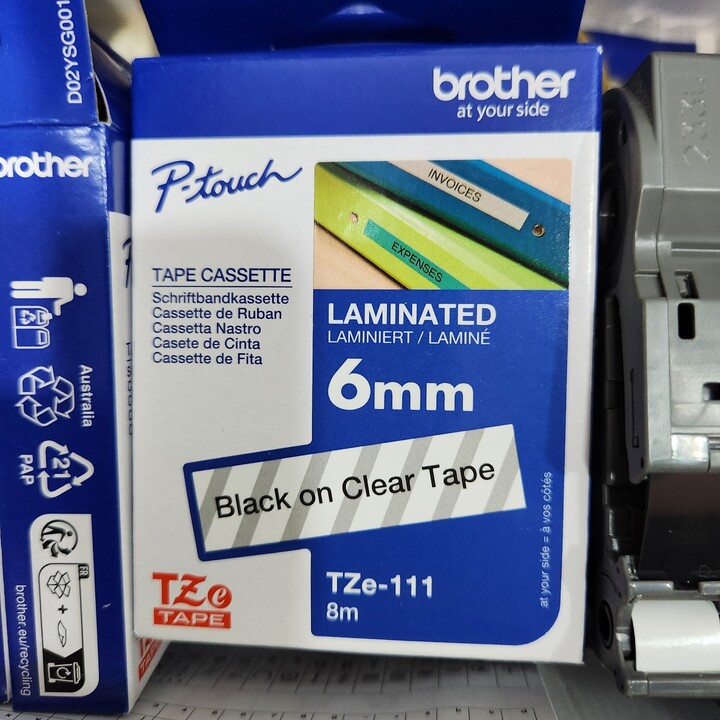 D02YSG001
brother
Australia
21
PAP
FR
brother.eu/recycling
brother
at your side
P-touch
INVOICES
EXPENSES
TAPE CASSETTE
Schriftbandkassette
Cassette de Ruban
Cassetta Nastro
Casete de Cinta
Cassette de Fita
LAMINATED
LAMINIERT / LAMINÉ
6mm
Black on Clear Tape
at your side = à vos côtés
TZe
TAPE
TZe-111
8m